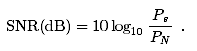 SNR(dB) = 10 log₁₀ Pₛ/P_N .